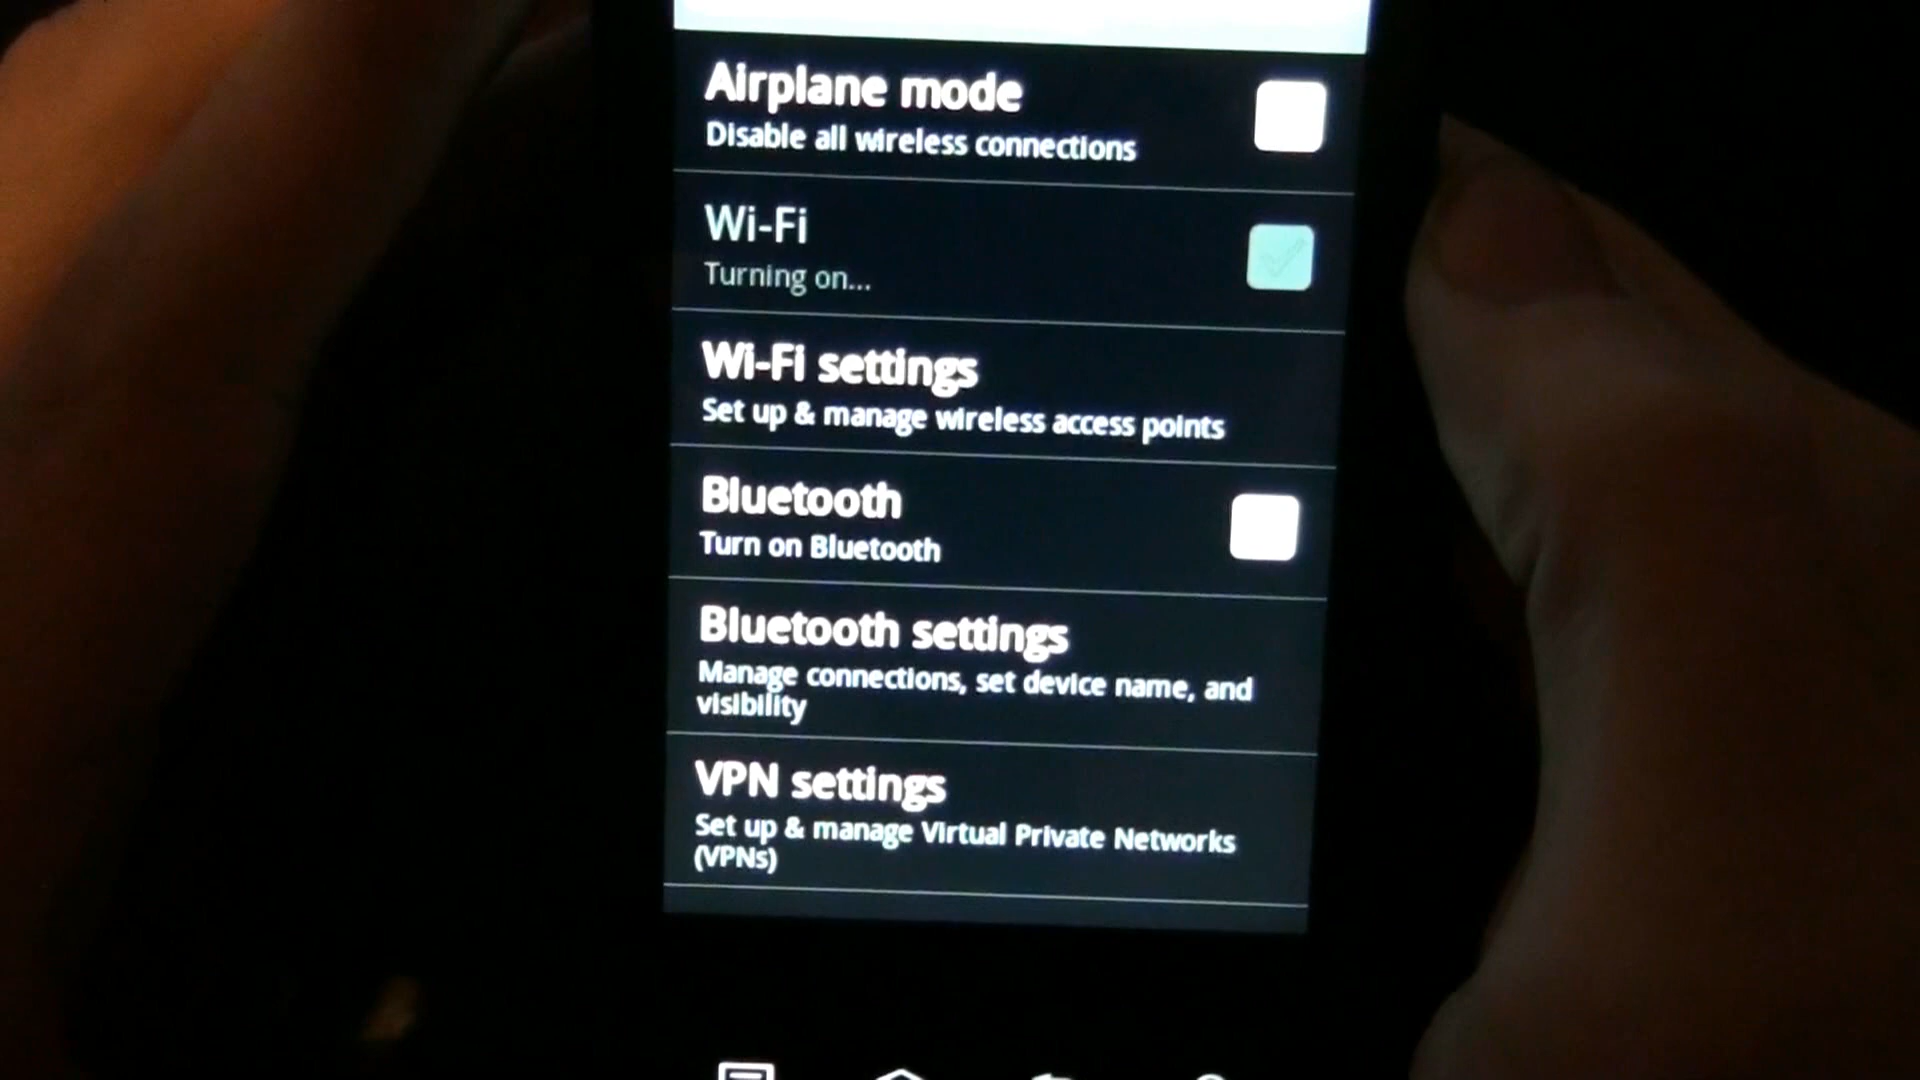 Airplane mode
Disable all wireless connections
Wi-Fi
Turning on...
Wi-Fi settings
Set up & manage wireless access points
Bluetooth
Turn on Bluetooth
Bluetooth settings
Manage connections, set device name, and
visibility
VPN settings
Set up & manage Virtual Private Networks
(VPNs)